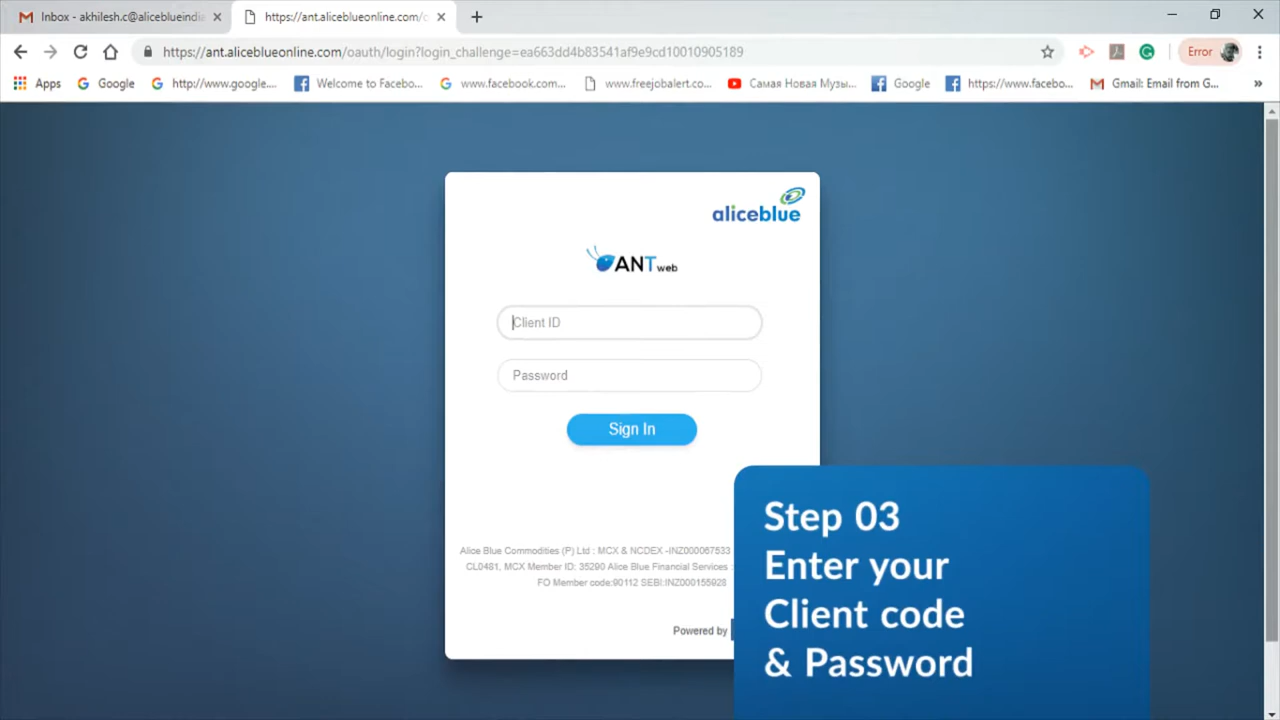 Inbox - akhilesh.c@aliceblueindi
https://ant.aliceblueonline.com/o
https://ant.aliceblueonline.com/oauth/login?login_challenge=ea663dd4b83541af9e9cd10010905189
Error
Apps
Google
http://www.google....
Welcome to Facebo...
www.facebook.com...
www.freejobalert.co...
Самая Новая Музы...
Google
https://www.facebo...
Gmail: Email from G...
»
aliceblue
ANT web
Client ID
Password
Sign In
Alice Blue Commodities (P) Ltd : MCX & NCDEX -INZ000067533
CL0481, MCX Member ID: 35290 Alice Blue Financial Services :
FO Member code:90112 SEBI:INZ000155928
Powered by
Step 03
Enter your
Client code
& Password